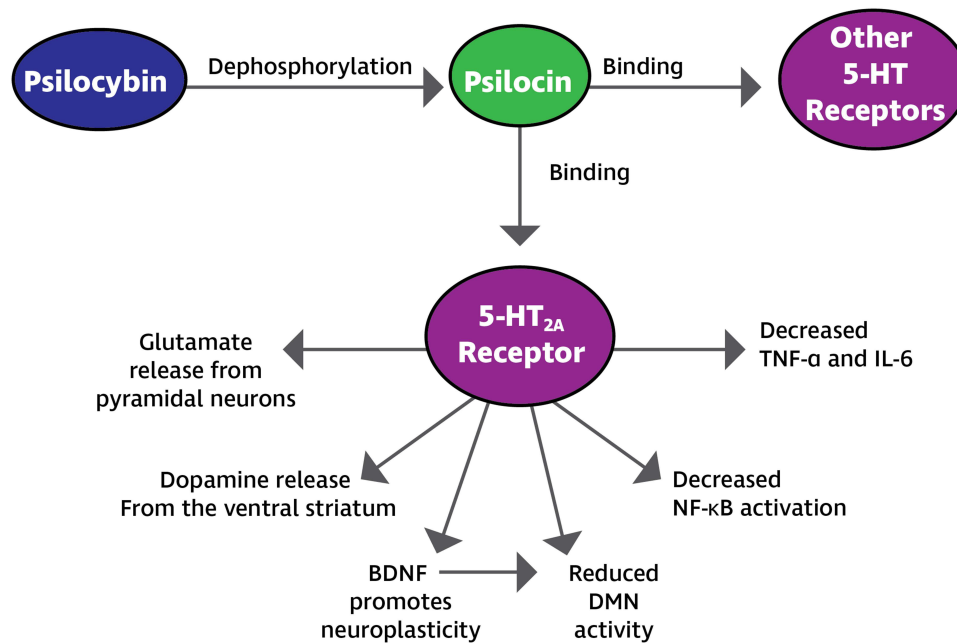 Psilocybin
Dephosphorylation
Psilocin
Binding
Other
5-HT
Receptors
Binding
5-HT₂A
Receptor
Glutamate
release from
pyramidal neurons
Decreased
TNF-α and IL-6
Dopamine release
From the ventral striatum
Decreased
NF-κB activation
BDNF
promotes
neuroplasticity
Reduced
DMN
activity